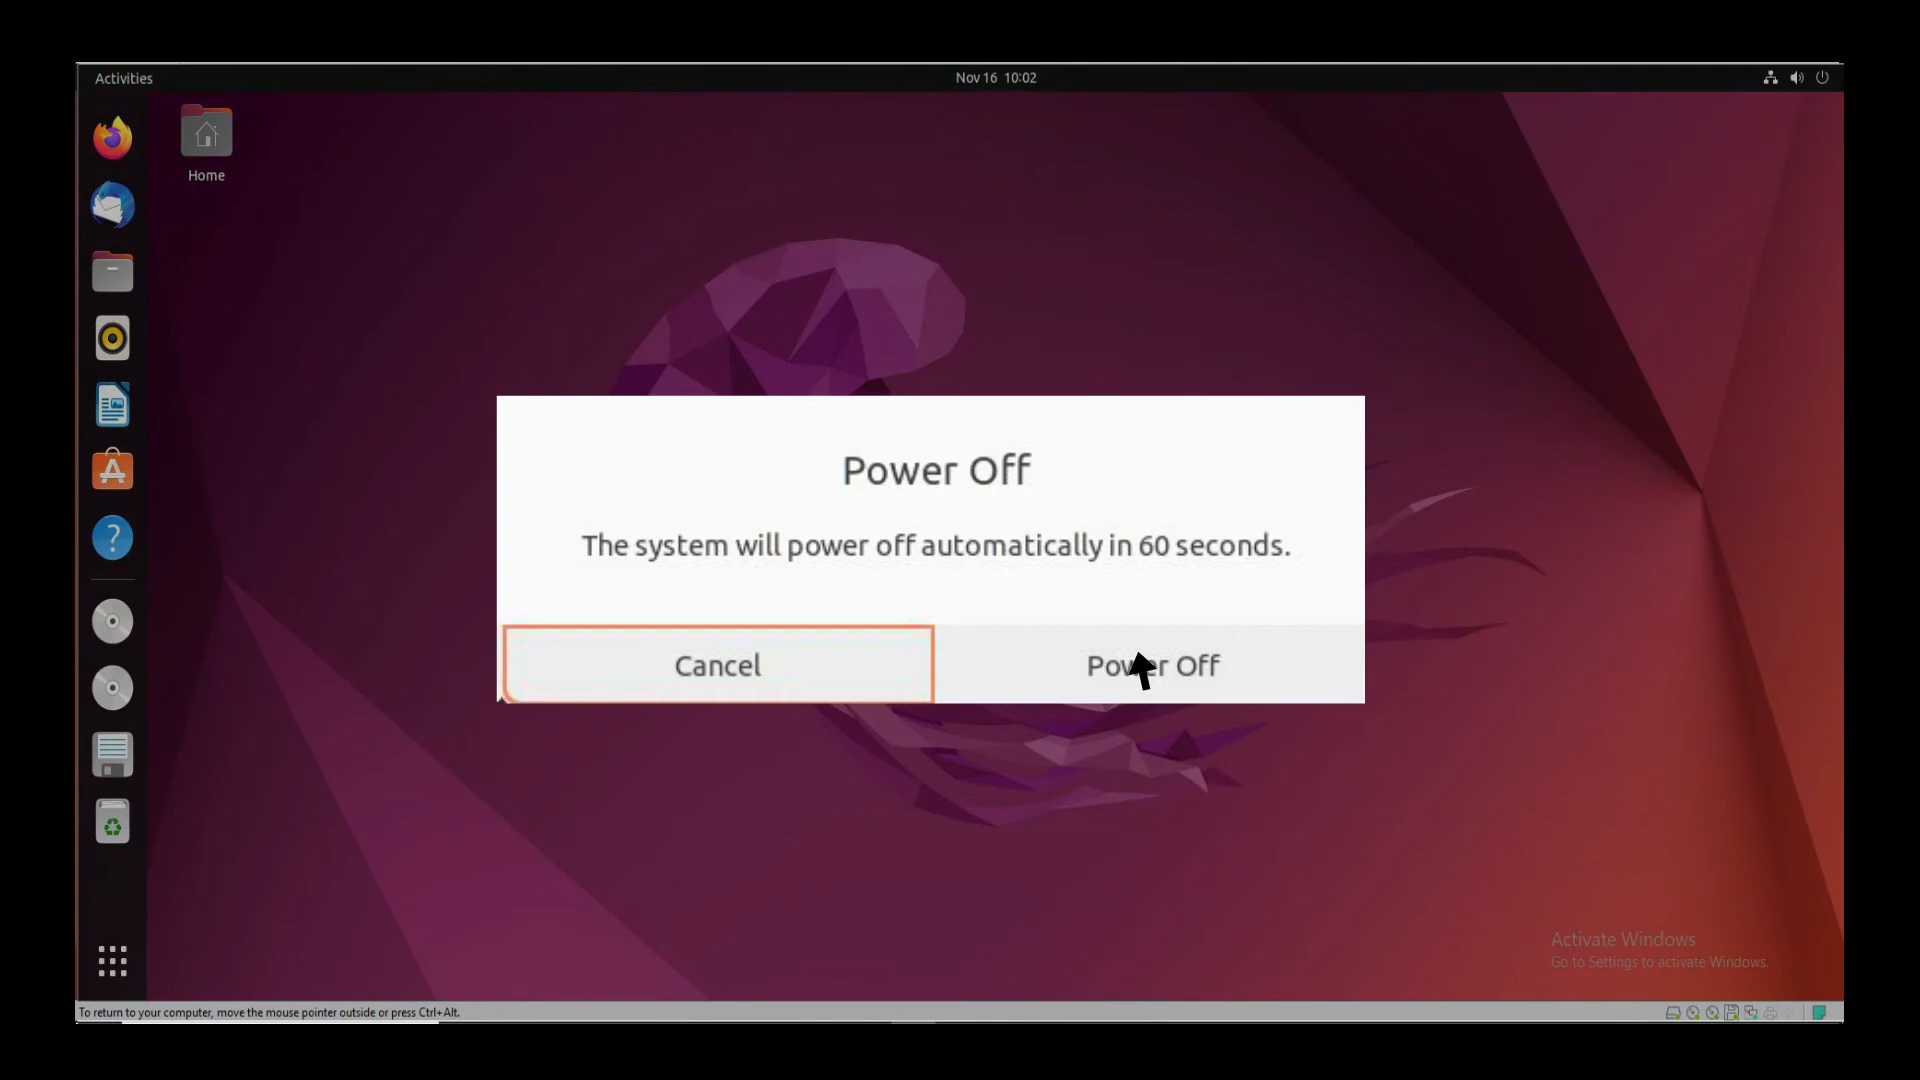 Activities
Nov 16 10:02
Home
Power Off
The system will power off automatically in 60 seconds.
Cancel
Power Off
Activate Windows
Go to Settings to activate Windows.
To return to your computer, move the mouse pointer outside or press Ctrl+Alt.